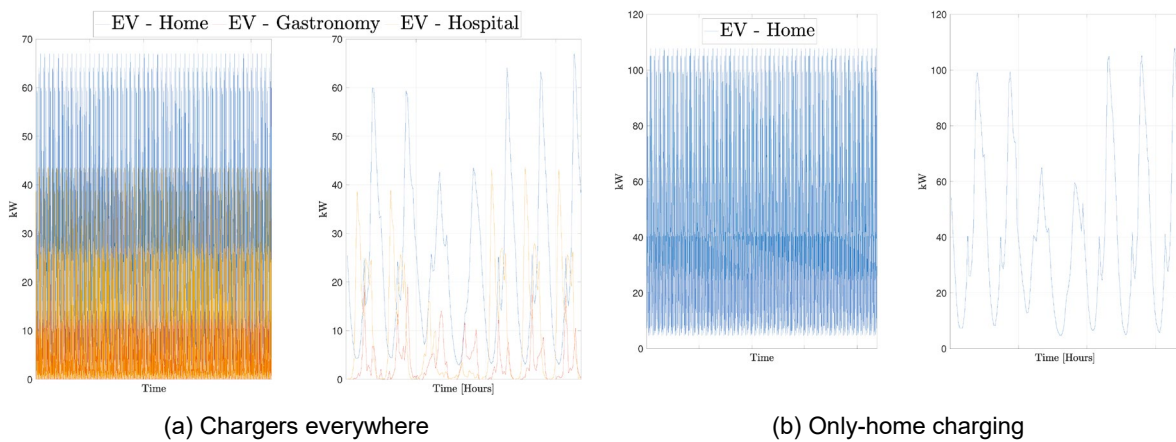 EV - Home EV - Gastronomy EV - Hospital
70
60
50
40
30
20
10
0
kW
Time
70
60
50
40
30
20
10
0
kW
Time [Hours]
(a) Chargers everywhere
EV - Home
120
100
80
60
40
20
0
kW
Time
120
100
80
60
40
20
0
kW
Time [Hours]
(b) Only-home charging